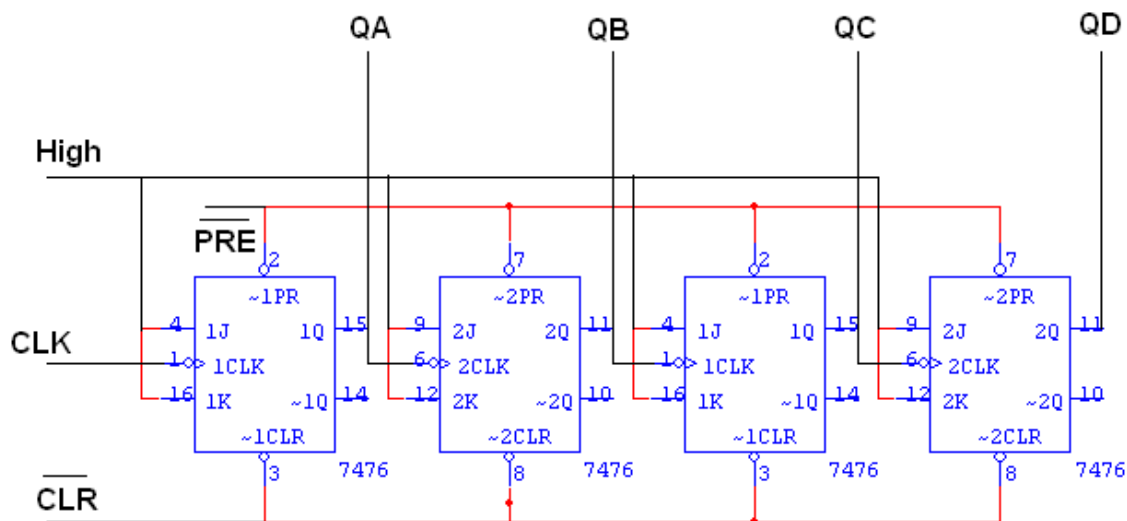 QA QB QC QD
High
PRE
2 7 2 7
~1PR ~2PR ~1PR ~2PR
4 1J 1Q 15 9 2J 2Q 11 4 1J 1Q 15 9 2J 2Q 11
CLK 1 1CLK 6 2CLK 1 1CLK 6 2CLK
16 1K ~1Q 14 12 2K ~2Q 10 16 1K ~1Q 14 12 2K ~2Q 10
~1CLR ~2CLR ~1CLR ~2CLR
3 7476 8 7476 3 7476 8 7476
CLR